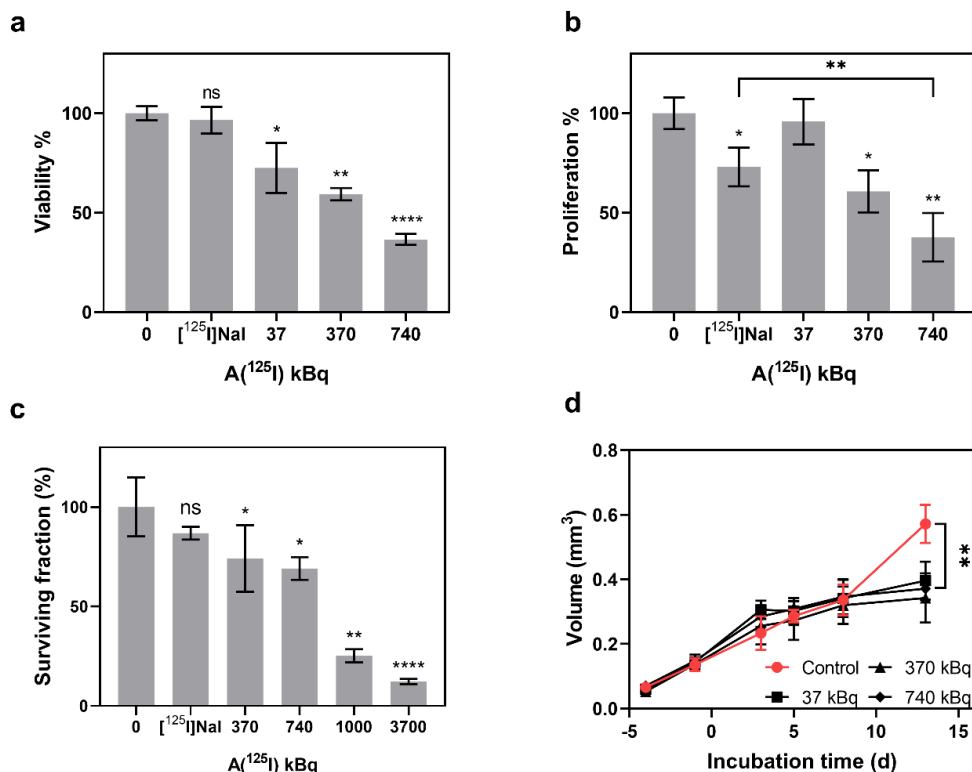 a
Viability %
100
50
0
ns
*
**
****
0 [¹²⁵I]NaI 37 370 740
A(¹²⁵I) kBq
b
Proliferation %
100
50
0
**
*
*
**
0 [¹²⁵I]NaI 37 370 740
A(¹²⁵I) kBq
c
Surviving fraction (%)
100
50
0
ns
*
*
**
****
0 [¹²⁵I]NaI 370 740 1000 3700
A(¹²⁵I) kBq
d
Volume (mm³)
0.8
0.6
0.4
0.2
0.0
**
Control 370 kBq
37 kBq 740 kBq
-5 0 5 10 15
Incubation time (d)